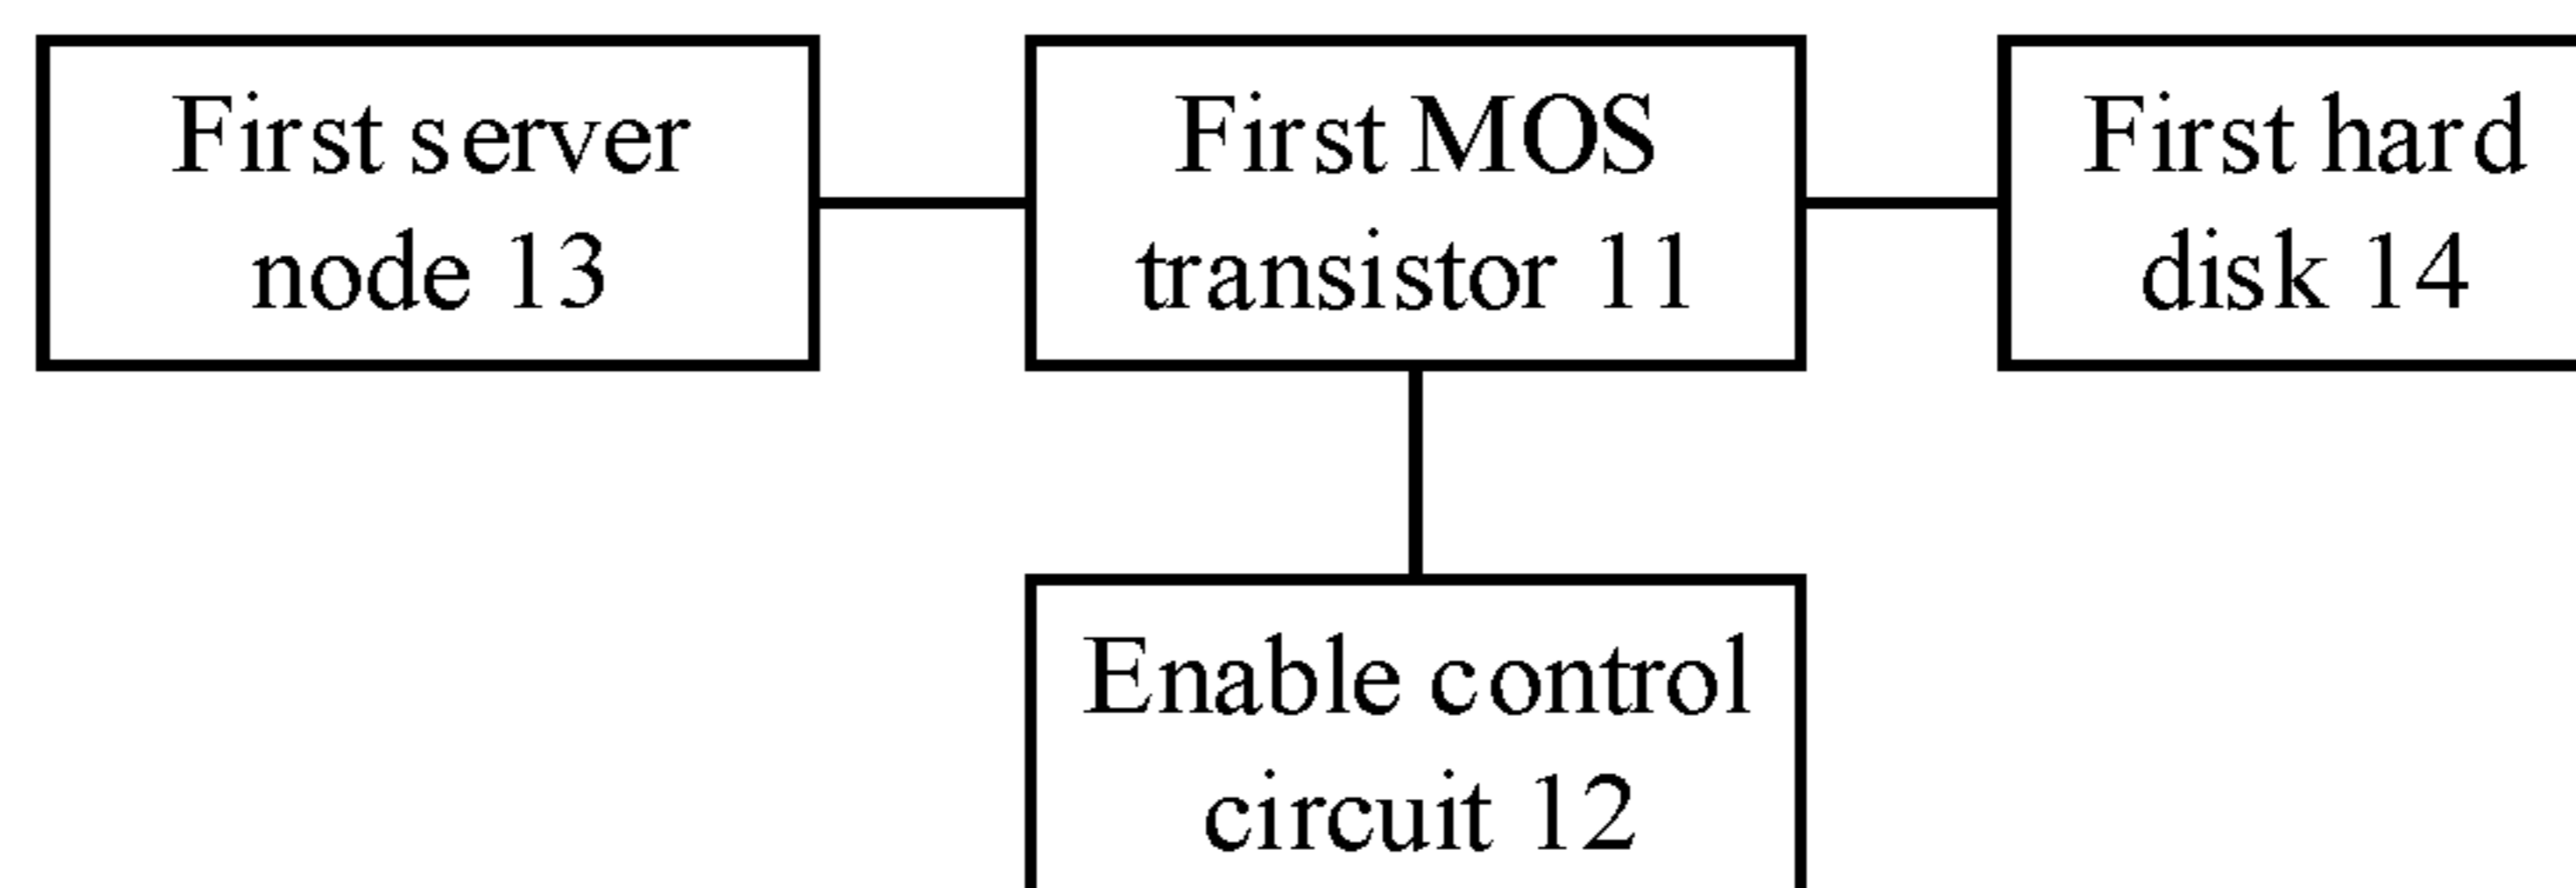 First server
node 13
First MOS
transistor 11
First hard
disk 14
Enable control
circuit 12